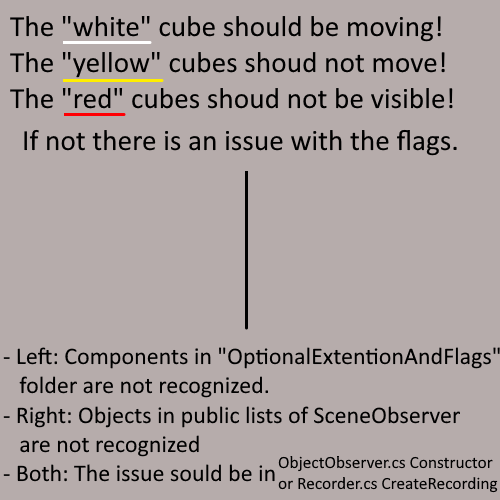 The "white" cube should be moving!
The "yellow" cubes shoud not move!
The "red" cubes shoud not be visible!
If not there is an issue with the flags.
- Left: Components in "OptionalExtentionAndFlags"
folder are not recognized.
- Right: Objects in public lists of SceneObserver
are not recognized
- Both: The issue sould be in ObjectObserver.cs Constructor
or Recorder.cs CreateRecording